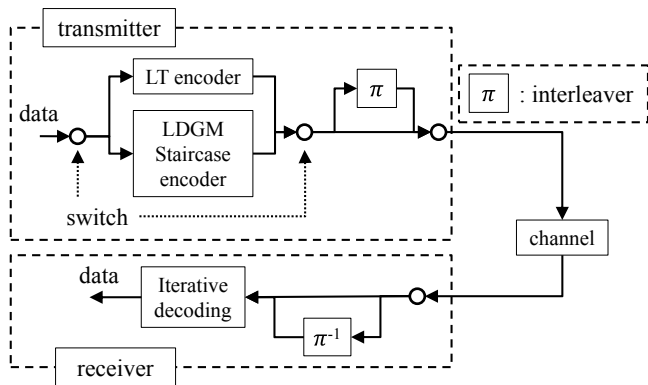 transmitter
LT encoder
π
π : interleaver
data
LDGM
Staircase
encoder
switch
channel
data
Iterative
decoding
π-1
receiver